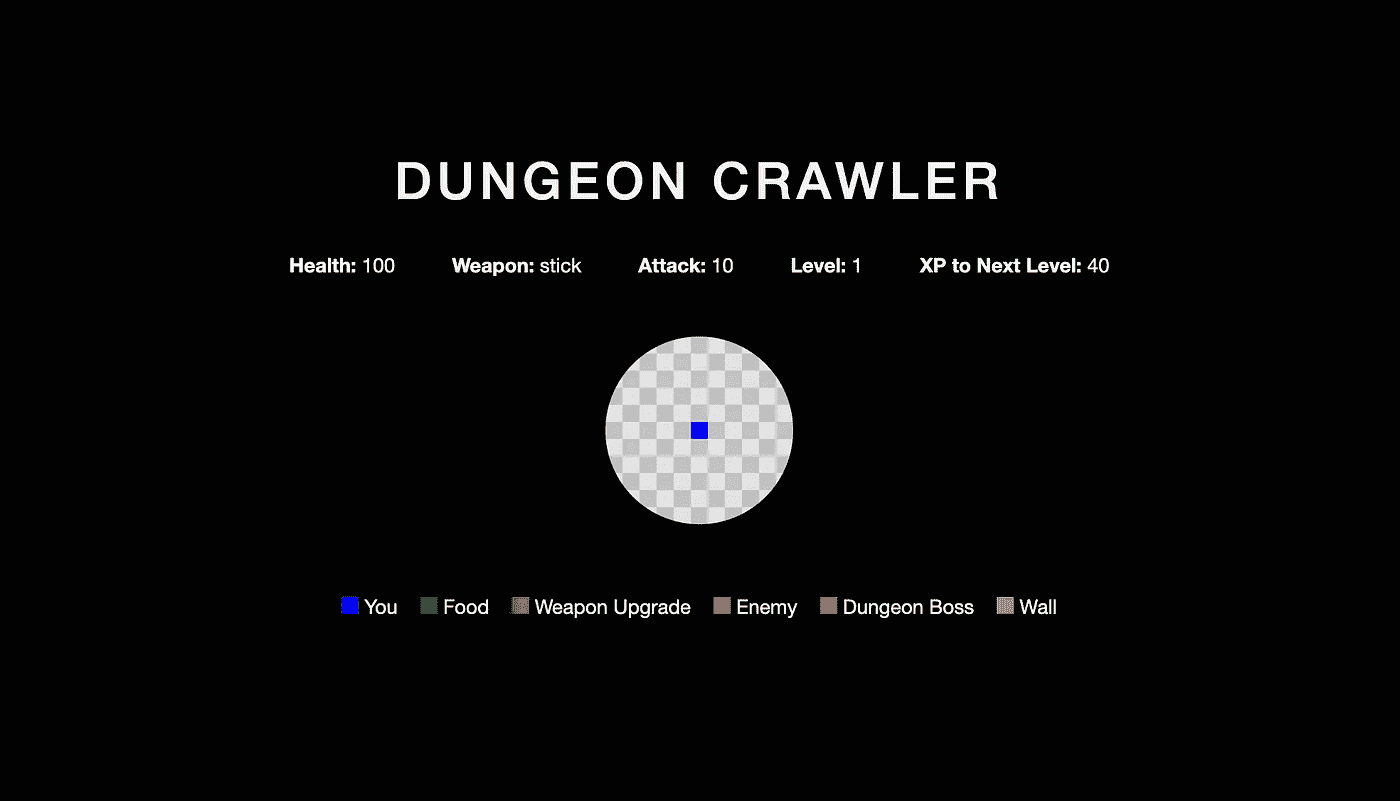 DUNGEON CRAWLER
Health: 100 Weapon: stick Attack: 10 Level: 1 XP to Next Level: 40
You Food Weapon Upgrade Enemy Dungeon Boss Wall